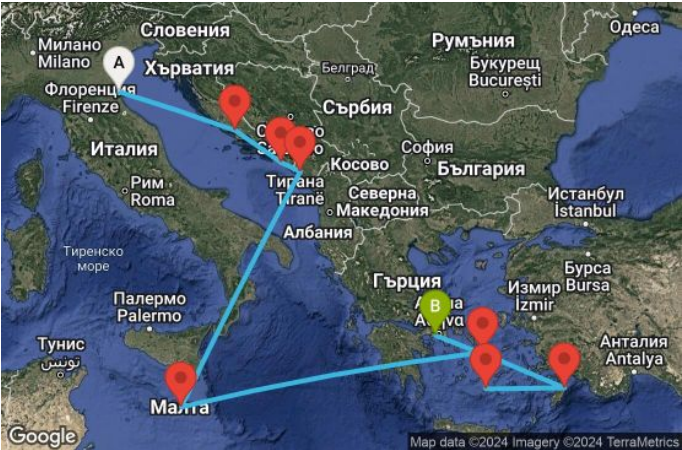 Милано
Milano
Словения
Румъния
Одеса
A
Хърватия
Белград
Букурещ
București
Флоренция
Firenze
Сърбия
Италия
Рим
Roma
Косово
София
България
Тирана
Tiranë
Северна
Македония
Истанбул
İstanbul
Албания
Тиренско
море
Гърция
Бурса
Bursa
Измир
İzmir
Палермо
Palermo
B
Тунис
تونس
Анталия
Antalya
Малта
Google
Map data ©2024 Imagery ©2024 TerraMetrics